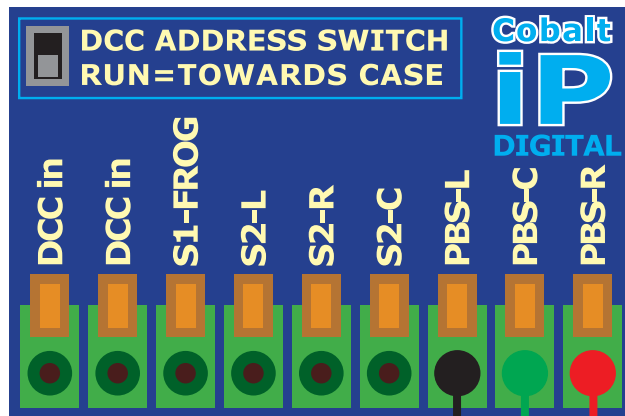 DCC ADDRESS SWITCH
RUN=TOWARDS CASE
Cobalt
iP
DIGITAL
DCC in
DCC in
S1-FROG
S2-L
S2-R
S2-C
PBS-L
PBS-C
PBS-R